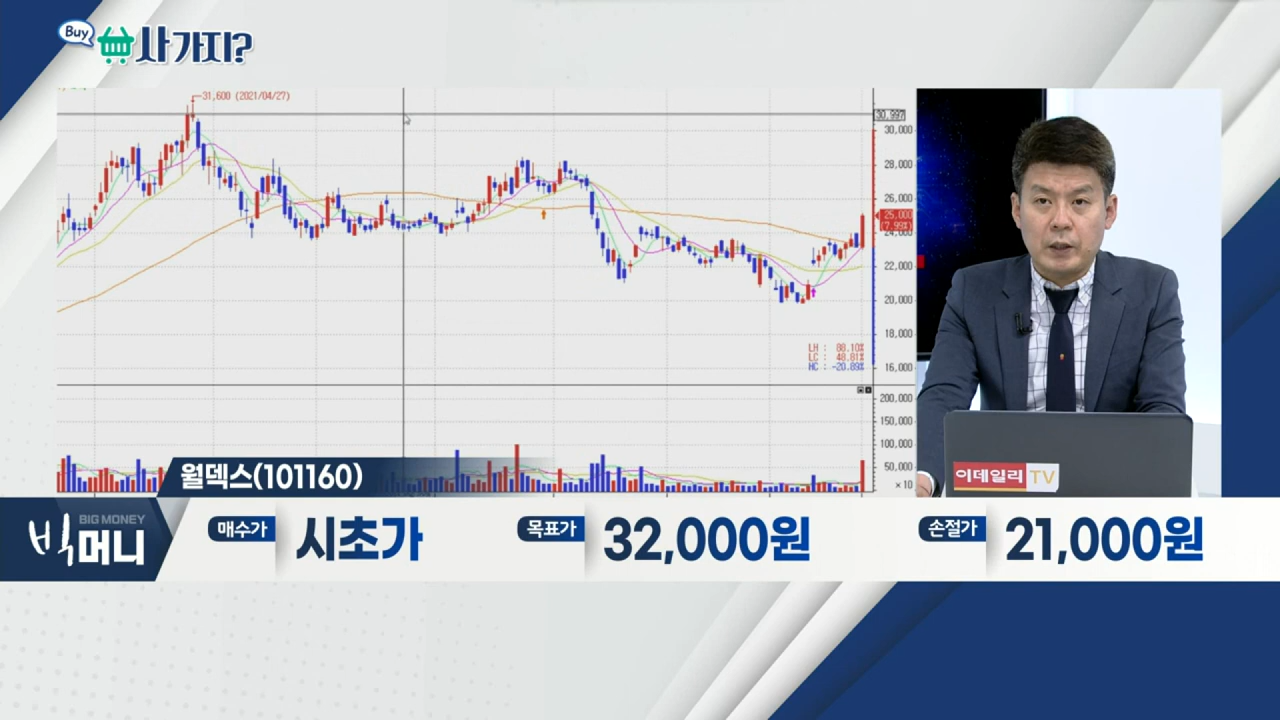 Buy
사가지?
31,600 (2021/04/27)
30,997
30,000
28,000
26,000
25,000
(7.99%)
24,000
22,000
20,000
18,000
16,000
LH : 88.10%
LC : 48.81%
HC : -20.89%
200,000
150,000
100,000
50,000
×10
월덱스(101160)
이데일리 TV
BIG MONEY
빅머니
매수가 시초가
목표가 32,000원
손절가 21,000원